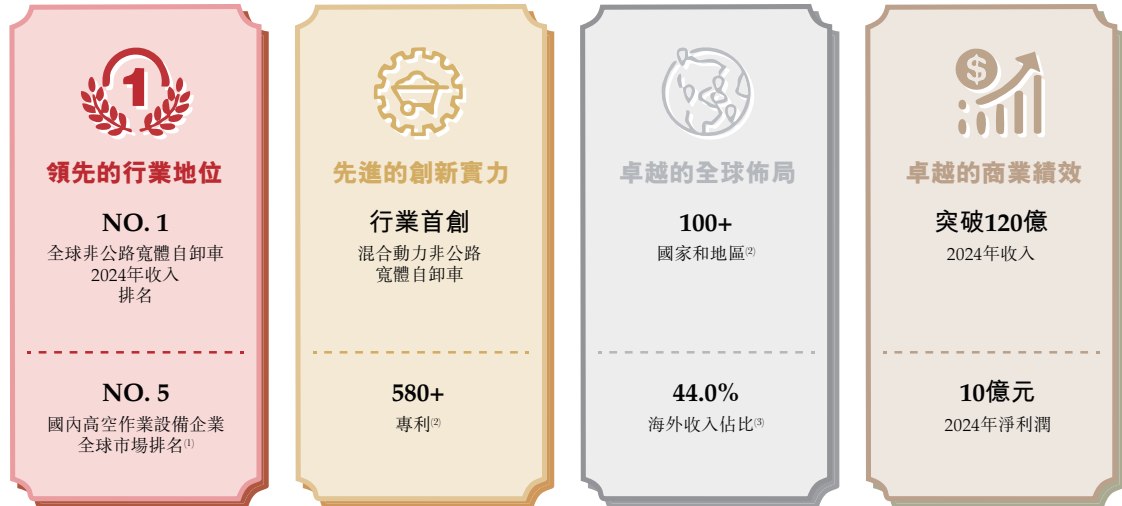 1
領先的行業地位
NO. 1
全球非公路寬體自卸車
2024年收入
排名
NO. 5
國內高空作業設備企業
全球市場排名(1)
先進的創新實力
行業首創
混合動力非公路
寬體自卸車
580+
專利(2)
卓越的全球佈局
100+
國家和地區(2)
44.0%
海外收入佔比(3)
$
卓越的商業績效
突破120億
2024年收入
10億元
2024年淨利潤